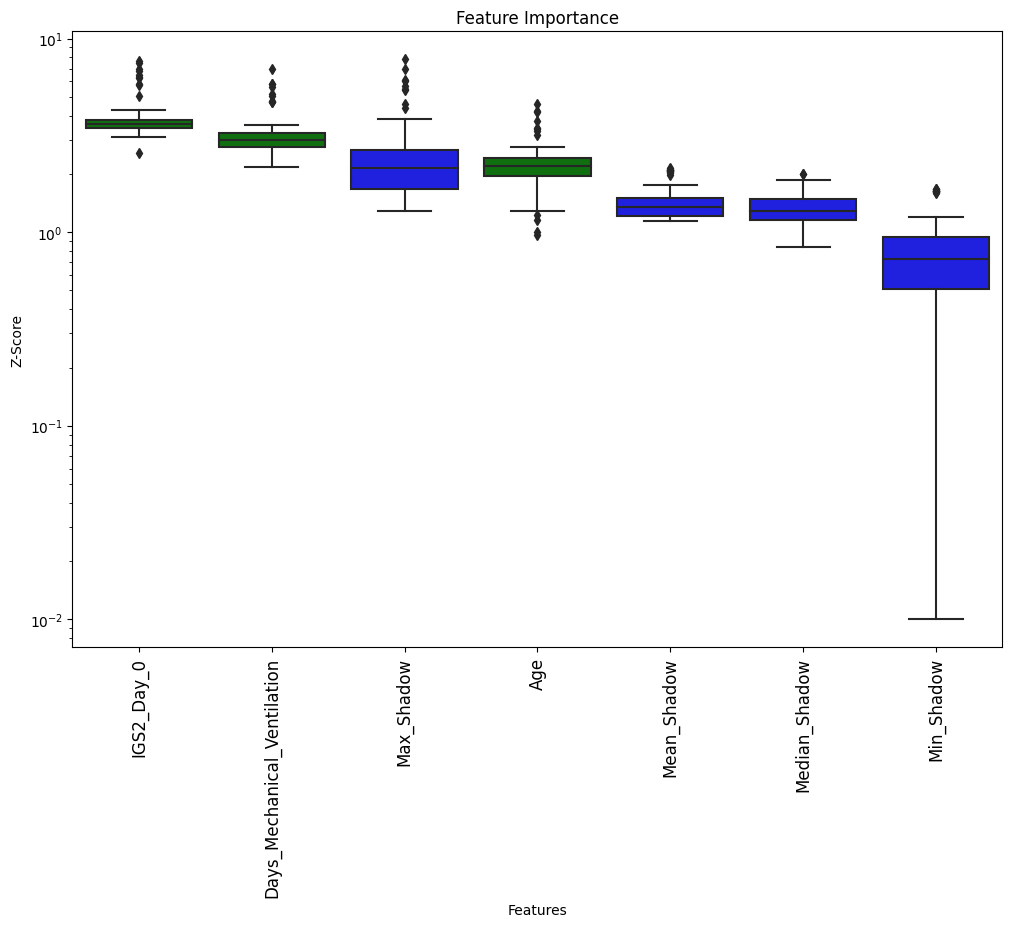 Feature Importance
10¹
10⁰
10⁻¹
10⁻²
Z-Score
IGS2_Day_0
Days_Mechanical_Ventilation
Max_Shadow
Age
Mean_Shadow
Median_Shadow
Min_Shadow
Features